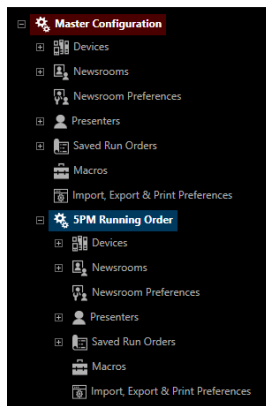 Master Configuration
Devices
Newsrooms
Newsroom Preferences
Presenters
Saved Run Orders
Macros
Import, Export & Print Preferences
5PM Running Order
Devices
Newsrooms
Newsroom Preferences
Presenters
Saved Run Orders
Macros
Import, Export & Print Preferences